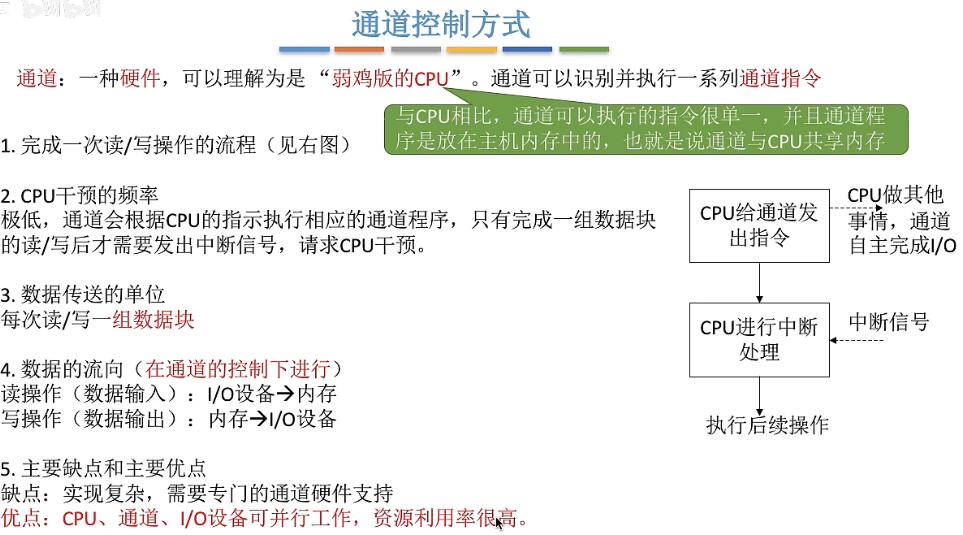 bilibili
通道控制方式
通道：一种硬件，可以理解为是 “弱鸡版的CPU”。通道可以识别并执行一系列通道指令
与CPU相比，通道可以执行的指令很单一，并且通道程
序是放在主机内存中的，也就是说通道与CPU共享内存
1. 完成一次读/写操作的流程（见右图）
2. CPU干预的频率
极低，通道会根据CPU的指示执行相应的通道程序，只有完成一组数据块
的读/写后才需要发出中断信号，请求CPU干预。
3. 数据传送的单位
每次读/写一组数据块
4. 数据的流向（在通道的控制下进行）
读操作（数据输入）：I/O设备→内存
写操作（数据输出）：内存→I/O设备
5. 主要缺点和主要优点
缺点：实现复杂，需要专门的通道硬件支持
优点：CPU、通道、I/O设备可并行工作，资源利用率很高。
CPU给通道发
出指令
CPU做其他
事情，通道
自主完成I/O
CPU进行中断
处理
中断信号
执行后续操作